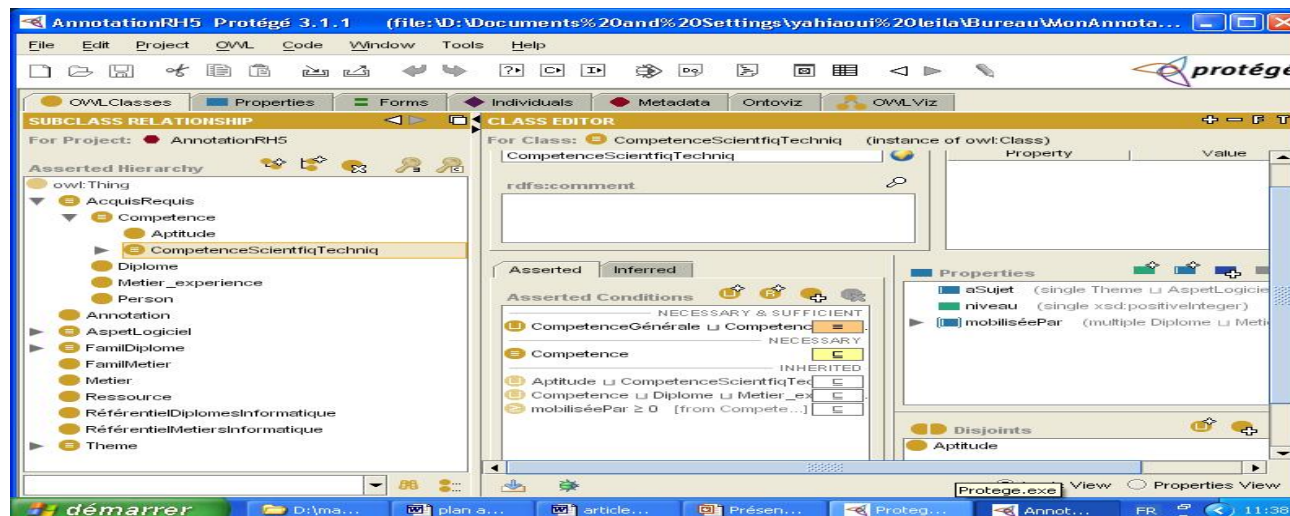 AnnotationRH5 Protégé 3.1.1 (file:\D:\Documents%20and%20Settings\yahiaoui%20leila\Bureau\MonAnnota...
File Edit Project OWL Code Window Tools Help
protégé
OWLClasses Properties Forms Individuals Metadata Ontoviz OWLViz
SUBCLASS RELATIONSHIP
For Project: AnnotationRH5
Asserted Hierarchy
owl:Thing
AcquisRequis
Competence
Aptitude
CompetenceScientfiqTechniq
Diplome
Metier_experience
Person
Annotation
AspetLogiciel
FamilDiplome
FamilMetier
Metier
Ressource
RéférentielDiplomesInformatique
RéférentielMetiersInformatique
Theme
CLASS EDITOR
For Class: CompetenceScientfiqTechniq (instance of owl:Class)
CompetenceScientfiqTechniq
Property Value
rdfs:comment
Asserted Inferred
Asserted Conditions
NECESSARY & SUFFICIENT
CompetenceGénérale ⊔ Competenc =
NECESSARY
Competence ⊑
INHERITED
Aptitude ⊔ CompetenceScientfiqTec ⊑
Competence ⊔ Diplome ⊔ Metier_ex ⊑
mobiliséePar ≥ 0 [from Compete...] ⊑
Properties
aSujet (single Theme ⊔ AspetLogicie
niveau (single xsd:positiveInteger)
mobiliséePar (multiple Diplome ⊔ Meti
Disjoints
Aptitude
View Properties View
Protege.exe
démarrer D:\ma... plan a... article... Présen... Proteg... Annot... FR 11:38